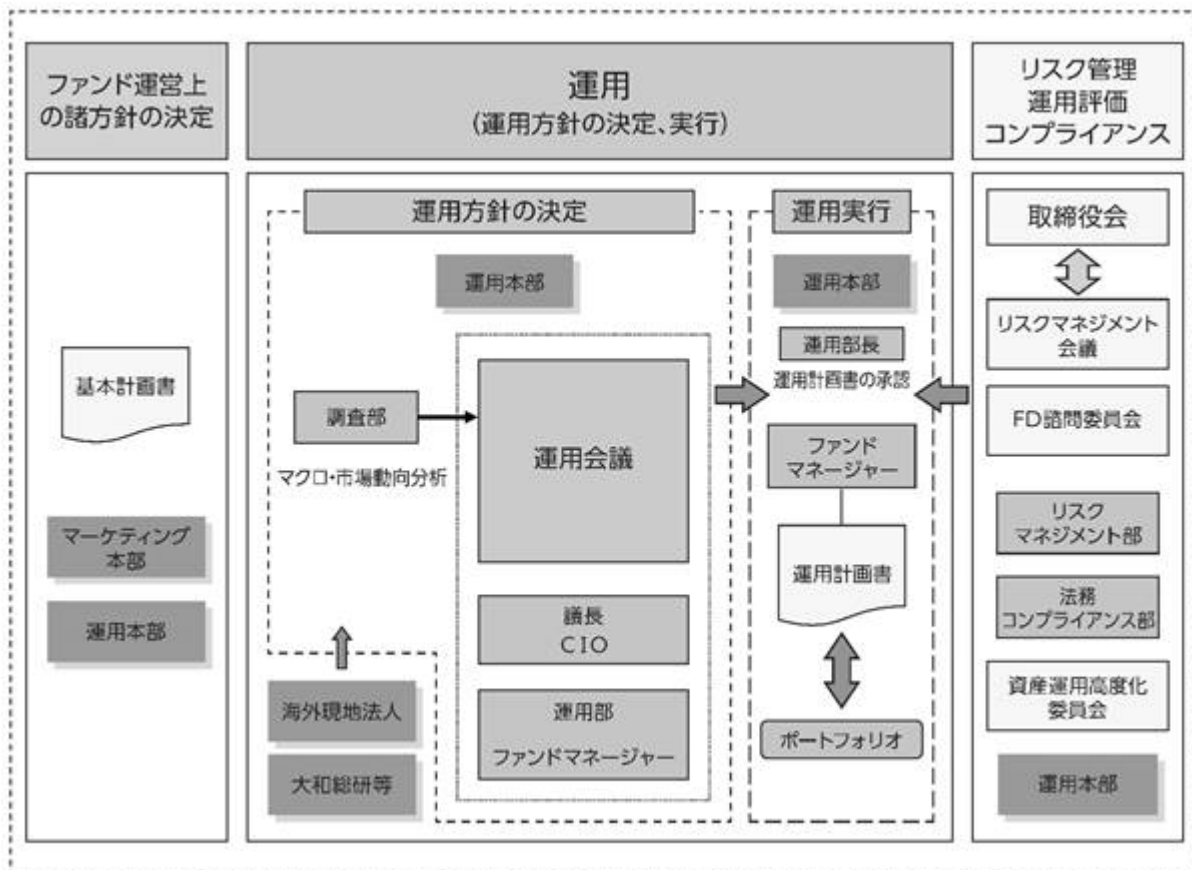 ファンド運営上
の諸方針の決定
運用
(運用方針の決定、実行)
リスク管理
運用評価
コンプライアンス
基本計画書
マーケティング
本部
運用本部
運用方針の決定
運用本部
調査部
マクロ・市場動向分析
運用会議
議長
CIO
運用部
ファンドマネージャー
海外現地法人
大和総研等
運用実行
運用本部
運用部長
運用計画書の承認
ファンド
マネージャー
運用計画書
ポートフォリオ
取締役会
リスクマネジメント
会議
FD諮問委員会
リスク
マネジメント部
法務
コンプライアンス部
資産運用高度化
委員会
運用本部